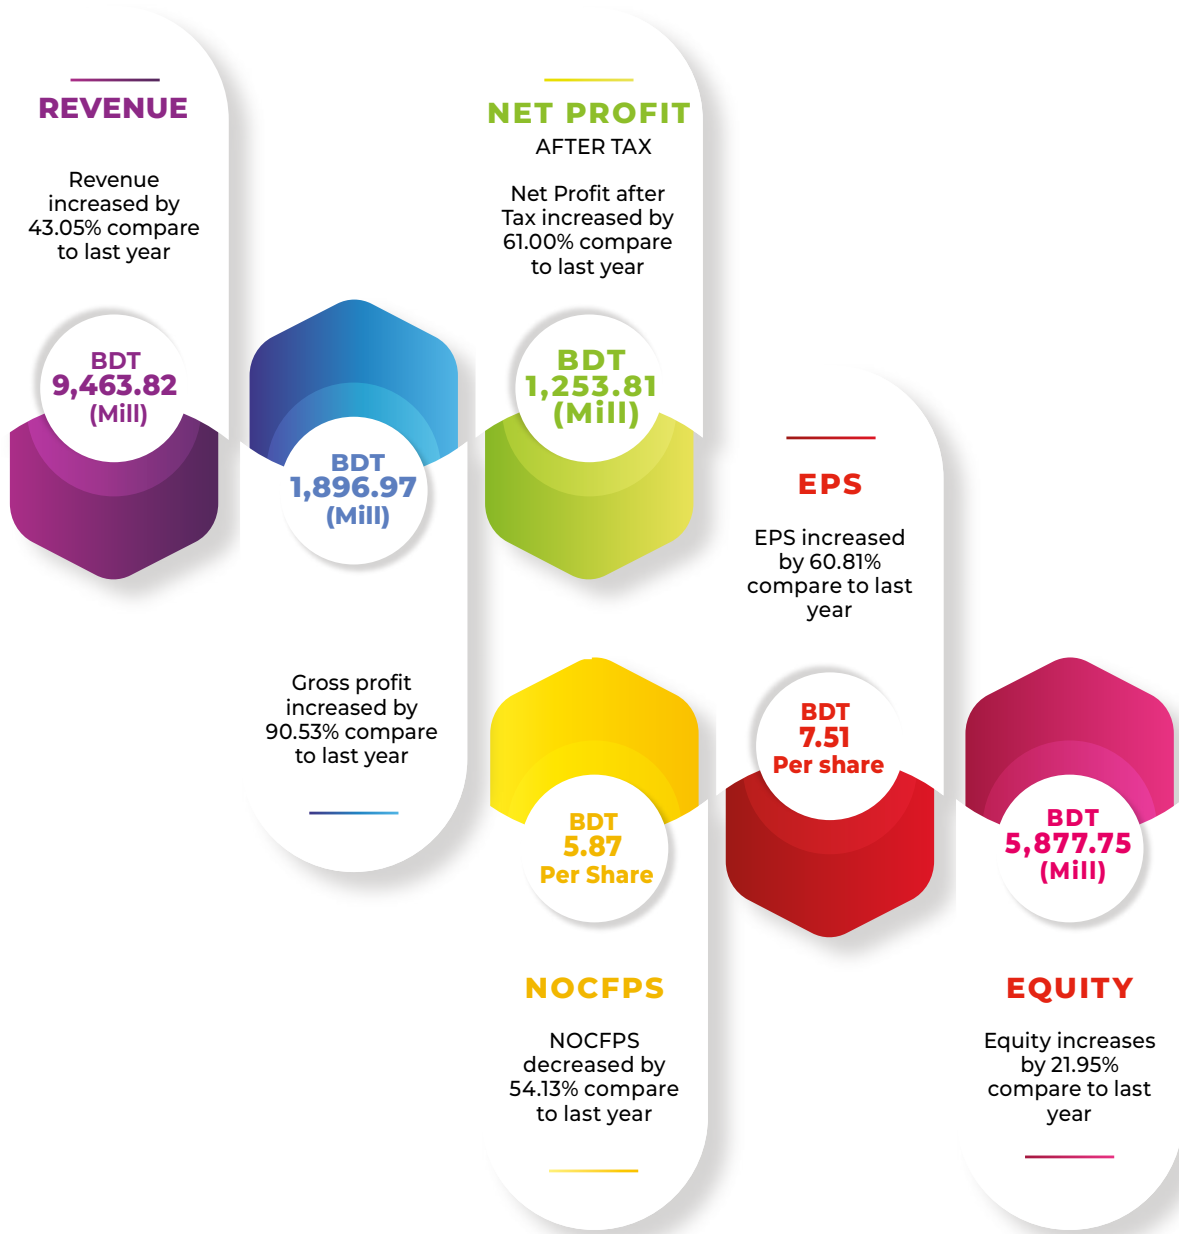 REVENUE
Revenue
increased by
43.05% compare
to last year
BDT
9,463.82
(Mill)
BDT
1,896.97
(Mill)
Gross profit
increased by
90.53% compare
to last year
NET PROFIT
AFTER TAX
Net Profit after
Tax increased by
61.00% compare
to last year
BDT
1,253.81
(Mill)
BDT
5.87
Per Share
NOCFPS
NOCFPS
decreased by
54.13% compare
to last year
EPS
EPS increased
by 60.81%
compare to last
year
BDT
7.51
Per share
BDT
5,877.75
(Mill)
EQUITY
Equity increases
by 21.95%
compare to last
year